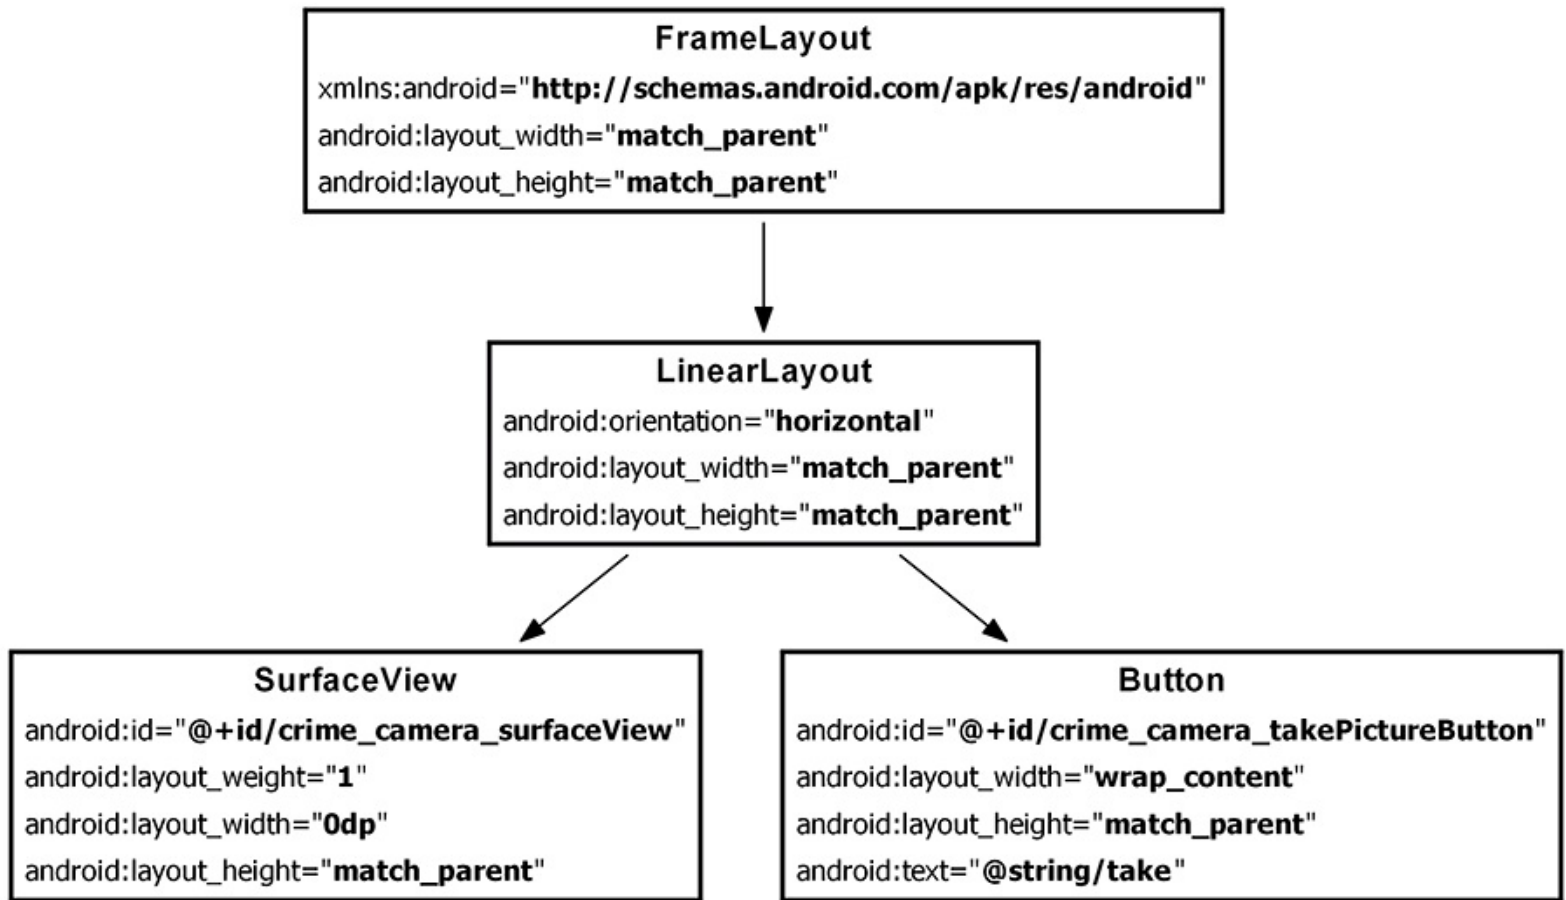 FrameLayout
xmlns:android="http://schemas.android.com/apk/res/android"
android:layout_width="match_parent"
android:layout_height="match_parent"
LinearLayout
android:orientation="horizontal"
android:layout_width="match_parent"
android:layout_height="match_parent"
SurfaceView
android:id="@+id/crime_camera_surfaceView"
android:layout_weight="1"
android:layout_width="0dp"
android:layout_height="match_parent"
Button
android:id="@+id/crime_camera_takePictureButton"
android:layout_width="wrap_content"
android:layout_height="match_parent"
android:text="@string/take"